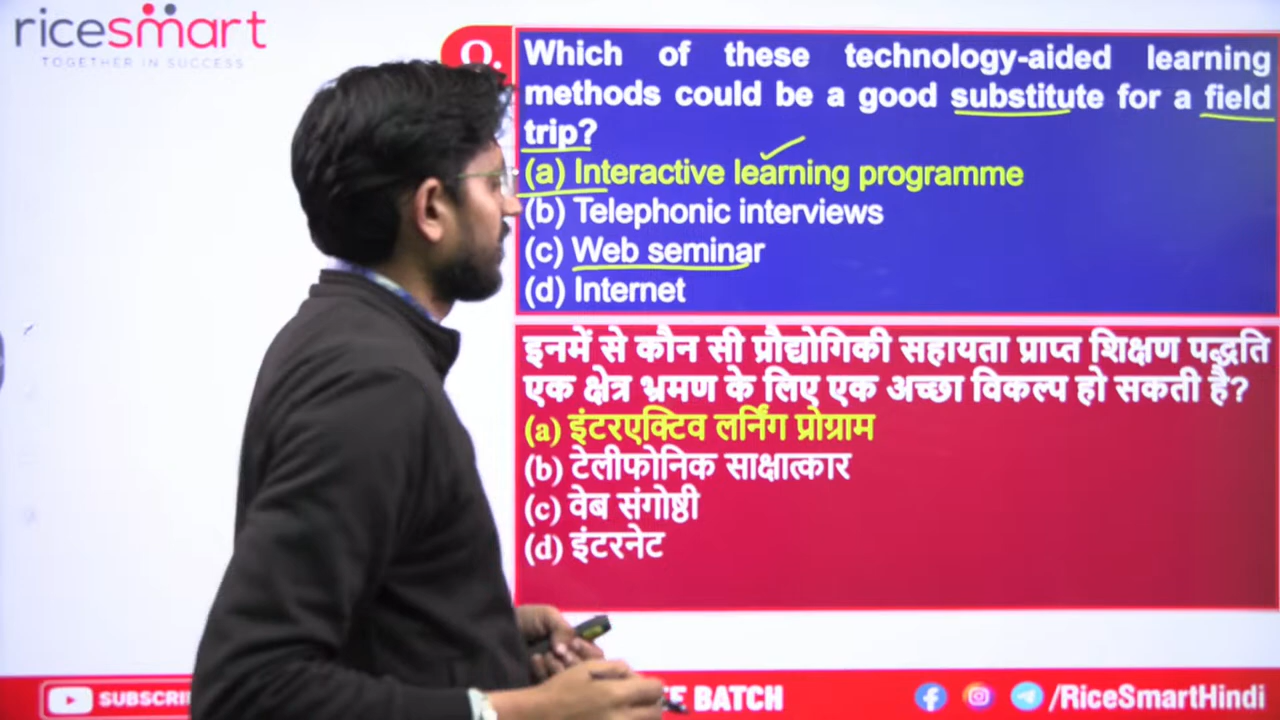 ricesmart
TOGETHER IN SUCCESS
Q.
Which of these technology-aided learning
methods could be a good substitute for a field
trip?
(a) Interactive learning programme
(b) Telephonic interviews
(c) Web seminar
(d) Internet
इनमें से कौन सी प्रौद्योगिकी सहायता प्राप्त शिक्षण पद्धति
एक क्षेत्र भ्रमण के लिए एक अच्छा विकल्प हो सकती है?
(a) इंटरएक्टिव लर्निंग प्रोग्राम
(b) टेलीफोनिक साक्षात्कार
(c) वेब संगोष्ठी
(d) इंटरनेट
BATCH
/RiceSmartHindi